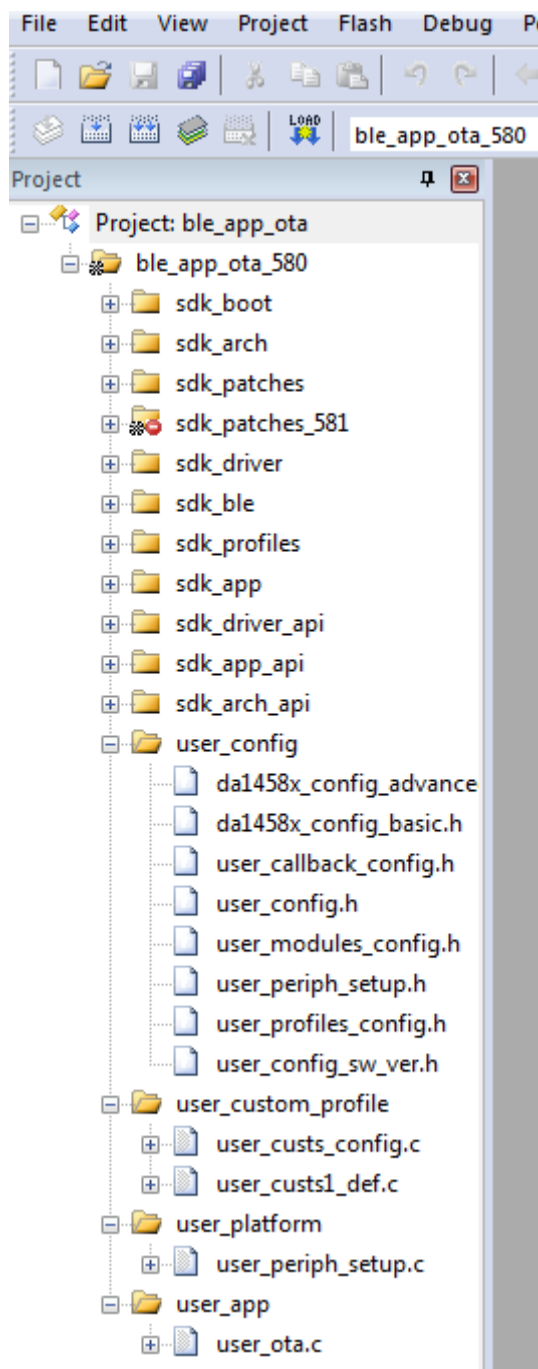 File Edit View Project Flash Debug
LOAD
ble_app_ota_580
Project
Project: ble_app_ota
ble_app_ota_580
sdk_boot
sdk_arch
sdk_patches
sdk_patches_581
sdk_driver
sdk_ble
sdk_profiles
sdk_app
sdk_driver_api
sdk_app_api
sdk_arch_api
user_config
da1458x_config_advance
da1458x_config_basic.h
user_callback_config.h
user_config.h
user_modules_config.h
user_periph_setup.h
user_profiles_config.h
user_config_sw_ver.h
user_custom_profile
user_custs_config.c
user_custs1_def.c
user_platform
user_periph_setup.c
user_app
user_ota.c